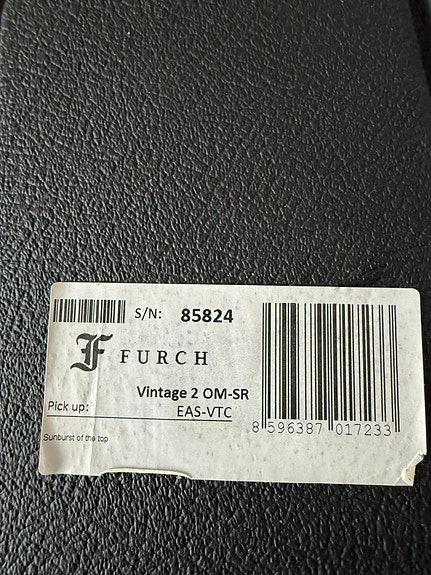 S/N: 85824
F FURCH
Vintage 2 OM-SR
Pick up: EAS-VTC
8 596387 017233
Sunburst of the top